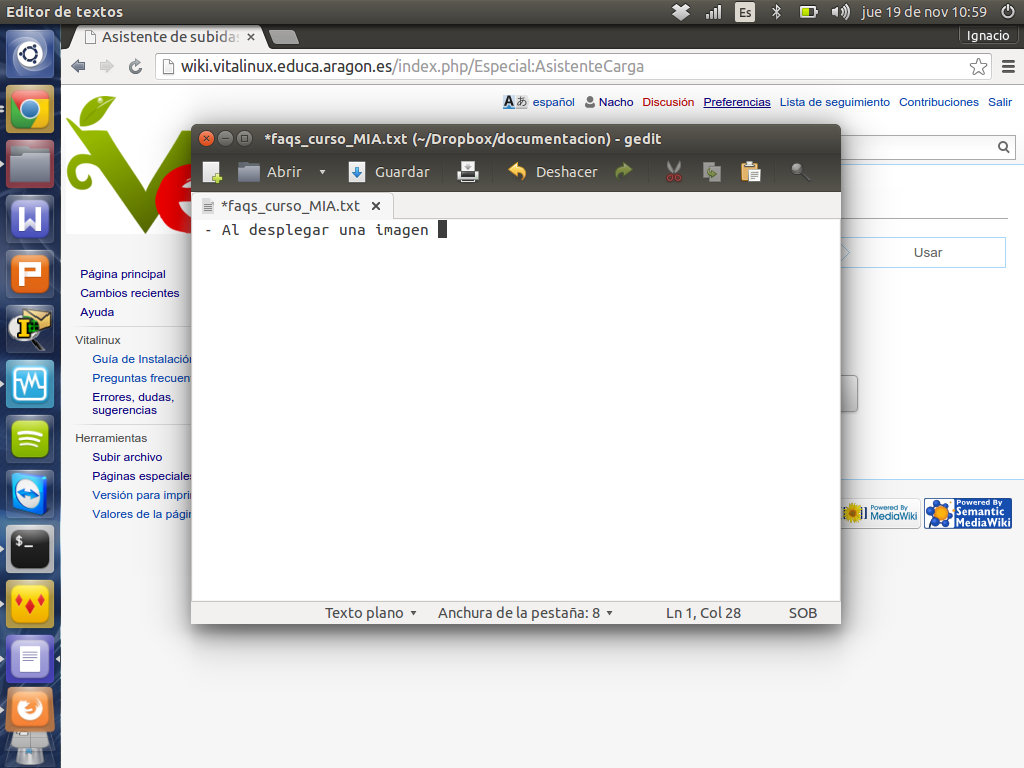 Editor de textos
Es
jue 19 de nov 10:59
Asistente de subida
Ignacio
wiki.vitalinux.educa.aragon.es/index.php/Especial:AsistenteCarga
español
Nacho
Discusión
Preferencias
Lista de seguimiento
Contribuciones
Salir
*faqs_curso_MIA.txt (~/Dropbox/documentacion) - gedit
Abrir
Guardar
Deshacer
*faqs_curso_MIA.txt
- Al desplegar una imagen
Usar
Página principal
Cambios recientes
Ayuda
Vitalinux
Guía de Instalación
Preguntas frecuen
Errores, dudas,
sugerencias
Herramientas
Subir archivo
Páginas especiales
Versión para impri
Valores de la págin
Powered By
MediaWiki
Powered By
Semantic
MediaWiki
Texto plano
Anchura de la pestaña: 8
Ln 1, Col 28
SOB